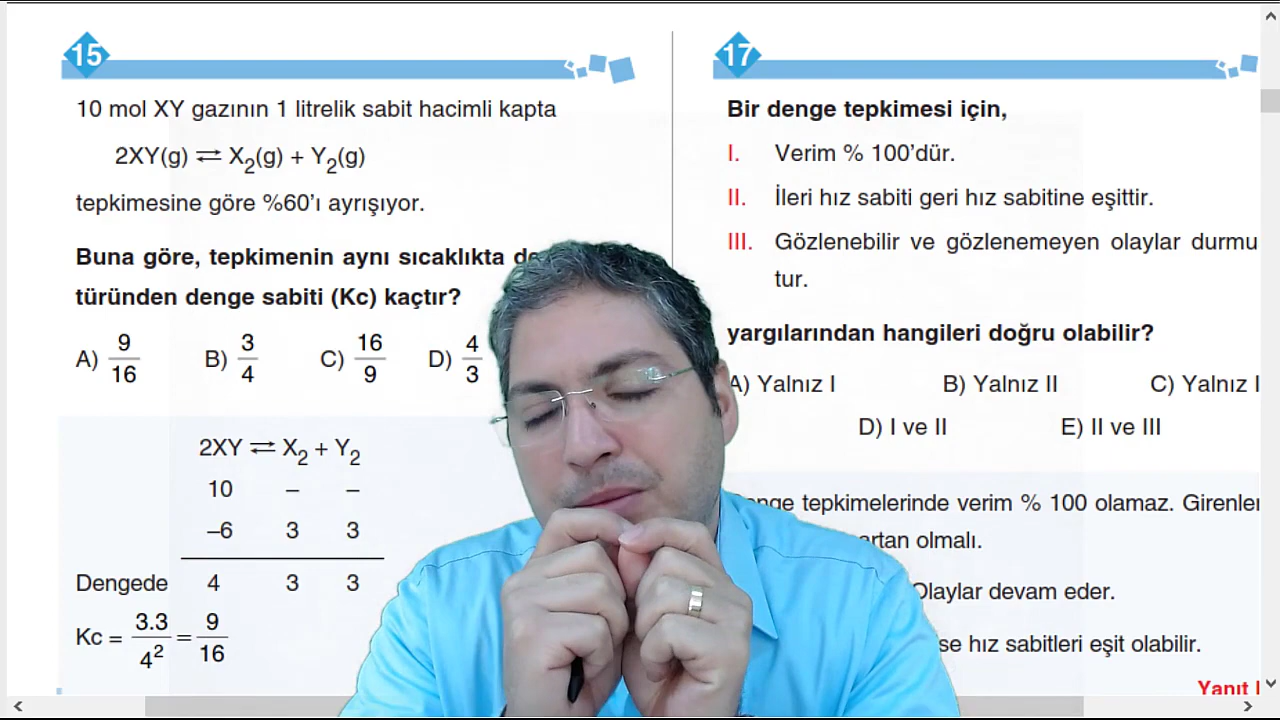 15
10 mol XY gazının 1 litrelik sabit hacimli kapta
2XY(g) ⇌ X₂(g) + Y₂(g)
tepkimesine göre %60'ı ayrışıyor.
Buna göre, tepkimenin aynı sıcaklıkta
türünden denge sabiti (Kc) kaçtır?
A) 9/16 B) 3/4 C) 16/9 D) 4/3
2XY ⇌ X₂ + Y₂
10 – –
–6 3 3
Dengede 4 3 3
Kc = 3.3/4² = 9/16
17
Bir denge tepkimesi için,
I. Verim % 100'dür.
II. İleri hız sabiti geri hız sabitine eşittir.
III. Gözlenebilir ve gözlenemeyen olaylar durmu
tur.
yargılarından hangileri doğru olabilir?
A) Yalnız I B) Yalnız II C) Yalnız I
D) I ve II E) II ve III
tepkimelerinde verim % 100 olamaz. Girenler
artan olmalı.
Olaylar devam eder.
se hız sabitleri eşit olabilir.
Yanıt